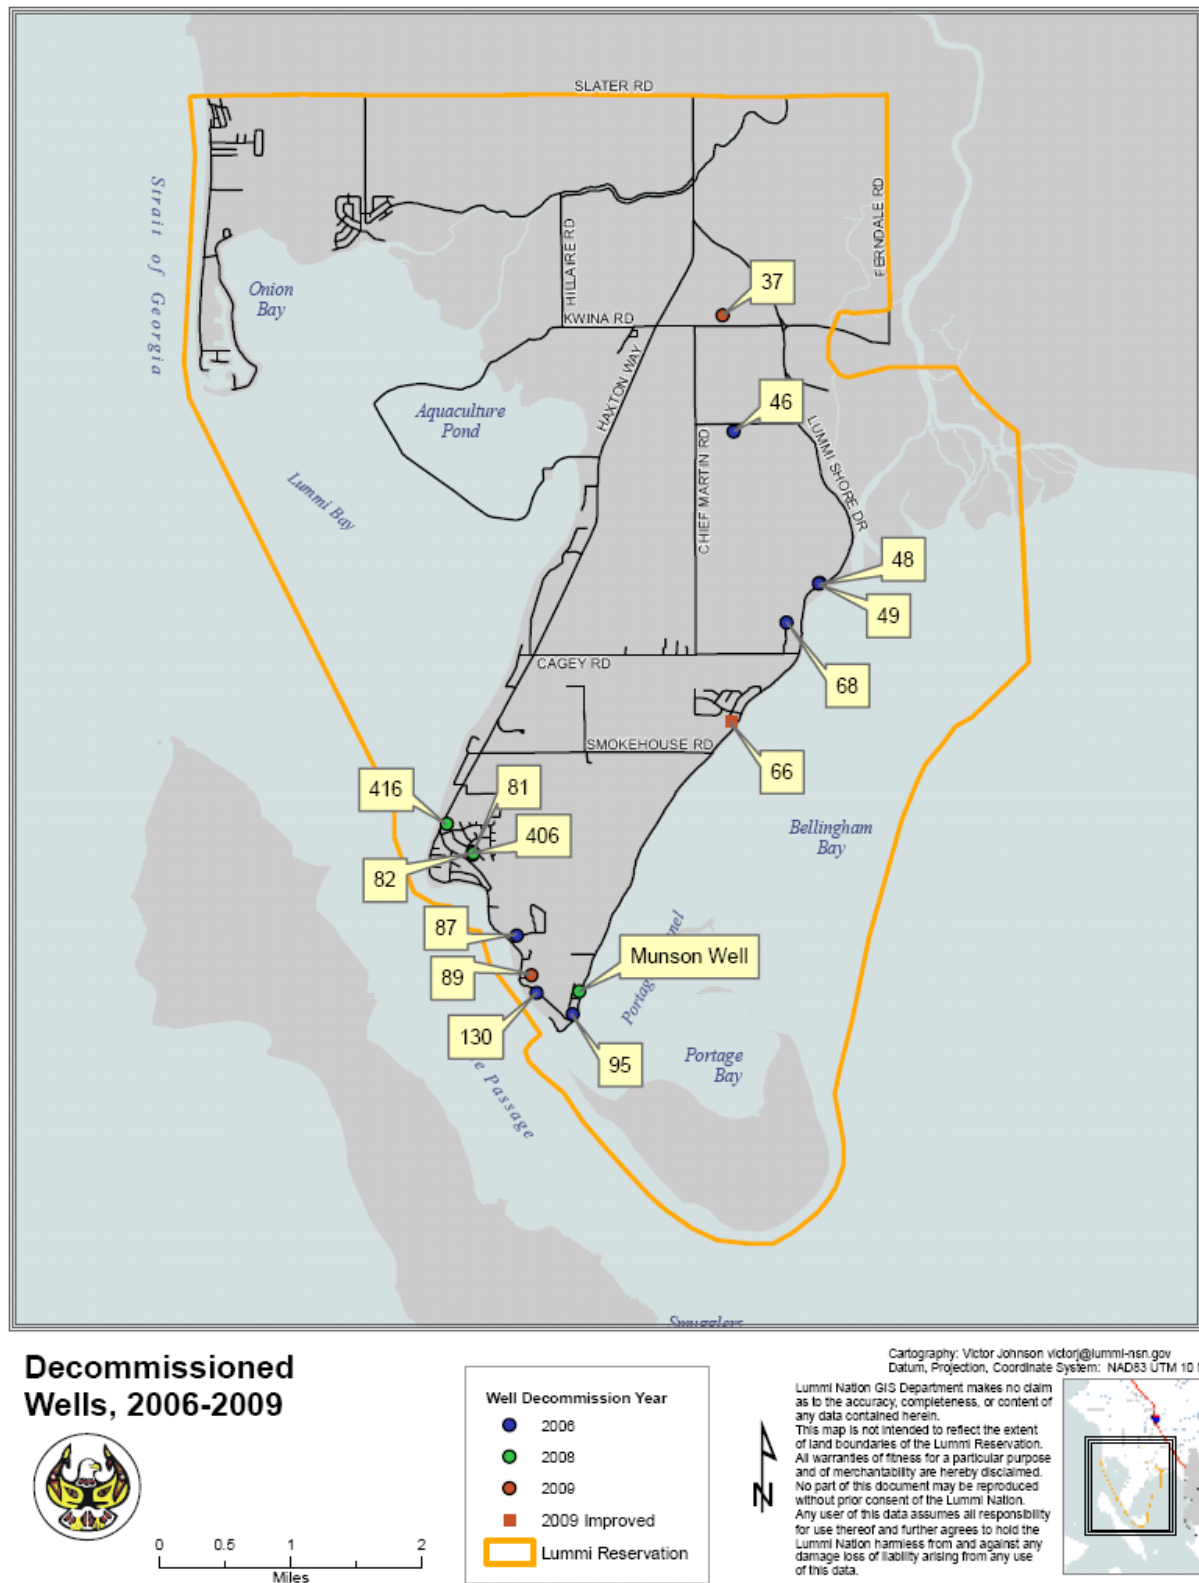 SLATER RD
Strait of Georgia
FERNDALE RD
HILLAIRE RD
Onion
Bay
37
KWINA RD
HAXTON WAY
46
Aquaculture
Pond
LUMMI SHORE DR
CHIEF MARTIN RD
Lummi Bay
48
49
CAGEY RD
68
SMOKEHOUSE RD
66
416
81
406
82
Bellingham
Bay
87
Munson Well
89
Portag
nel
130
95
Portage
Bay
e Passage
Smugglers
Decommissioned
Wells, 2006-2009
0 0.5 1 2
Miles
Well Decommission Year
2006
2008
2009
2009 Improved
Lummi Reservation
N
Cartography: Victor Johnson victorj@lummi-nsn.gov
Datum, Projection, Coordinate System: NAD83 UTM 10
Lummi Nation GIS Department makes no claim
as to the accuracy, completeness, or content of
any data contained herein.
This map is not intended to reflect the extent
of land boundaries of the Lummi Reservation.
All warranties of fitness for a particular purpose
and of merchantability are hereby disclaimed.
No part of this document may be reproduced
without prior consent of the Lummi Nation.
Any user of this data assumes all responsibility
for use thereof and further agrees to hold the
Lummi Nation harmless from and against any
damage loss of liability arising from any use
of this data.